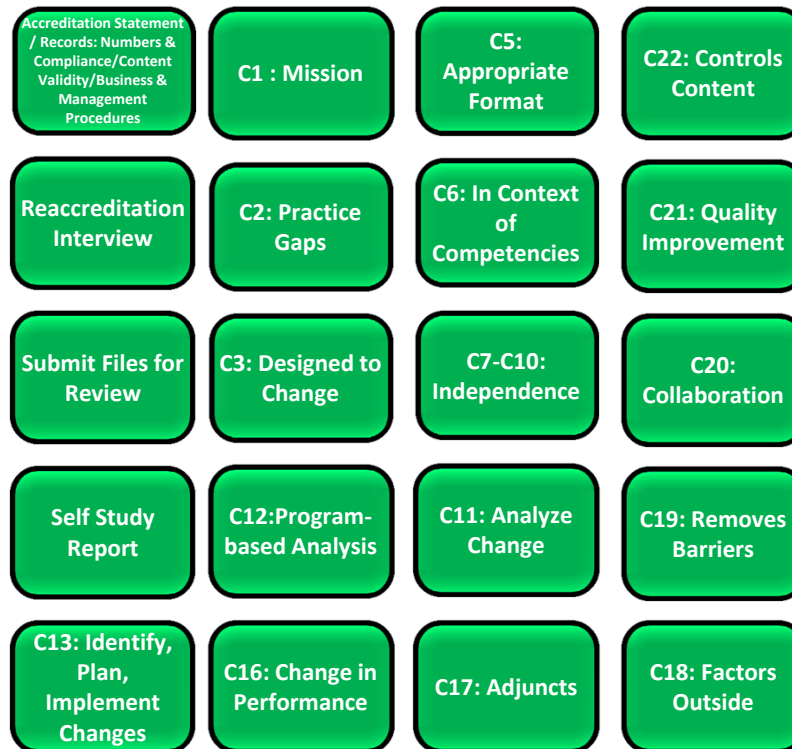 Accreditation Statement
/ Records: Numbers &
Compliance/Content
Validity/Business &
Management
Procedures
C1 : Mission
C5:
Appropriate
Format
C22: Controls
Content
Reaccreditation
Interview
C2: Practice
Gaps
C6: In Context
of
Competencies
C21: Quality
Improvement
Submit Files for
Review
C3: Designed to
Change
C7-C10:
Independence
C20:
Collaboration
Self Study
Report
C12:Program-
based Analysis
C11: Analyze
Change
C19: Removes
Barriers
C13: Identify,
Plan,
Implement
Changes
C16: Change in
Performance
C17: Adjuncts
C18: Factors
Outside